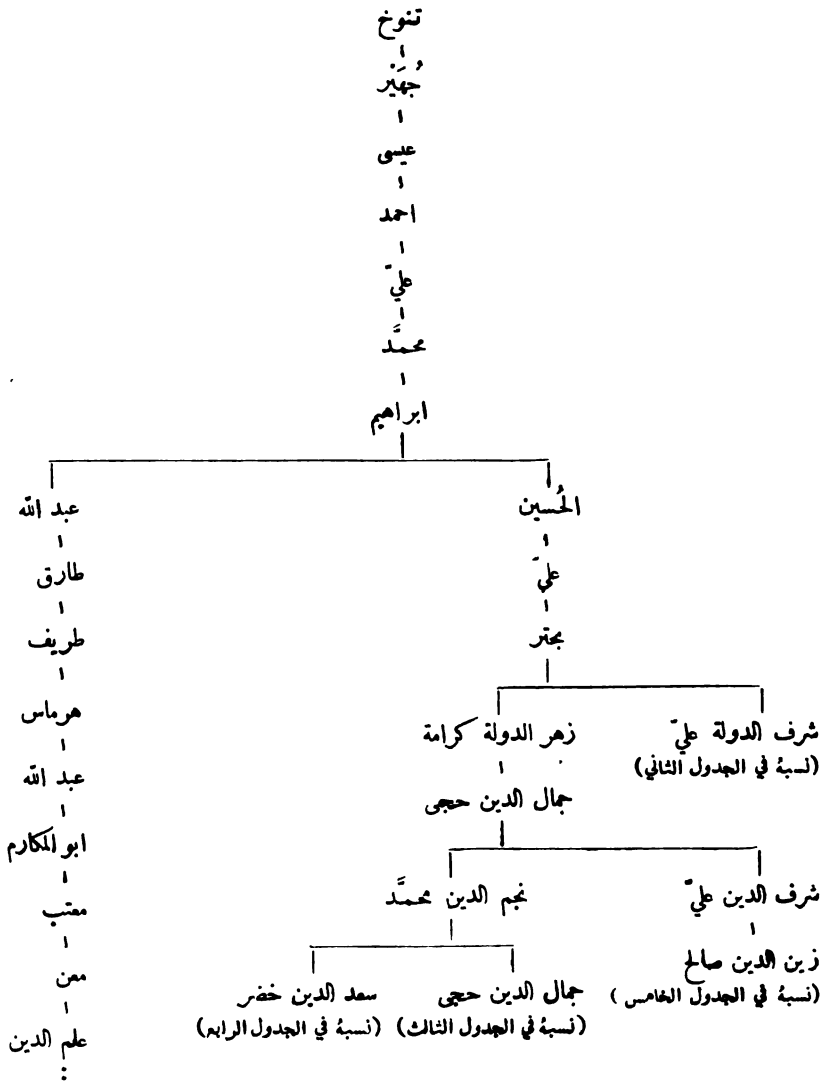 تنوخ
جُهَيْر
عيسى
احمد
عليّ
محمَّد
ابراهيم
الحُسين
عبد الله
عليّ
طارق
بحتر
طريف
شرف الدولة عليّ
زهر الدولة كرامة
هرماس
(نسبهُ في الجدول الثاني)
عبد الله
جمال الدين حجى
ابو المكارم
شرف الدين عليّ
نجم الدين محمَّد
معتب
زين الدين صالح
معن
(نسبهُ في الجدول الخامس)
جمال الدين حجى
سعد الدين خضر
(نسبهُ في الجدول الثالث)
(نسبهُ في الجدول الرابع)
علم الدين